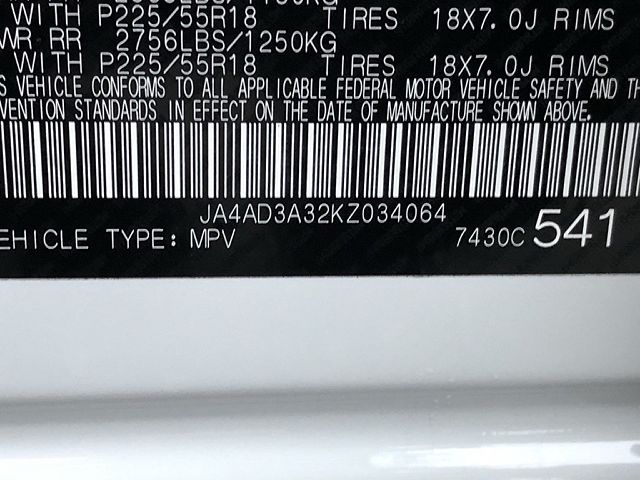 WITH P225/55R18 TIRES 18X7.0J RIMS
WR RR 2756LBS/1250KG
WITH P225/55R18 TIRES 18X7.0J RIMS
S VEHICLE CONFORMS TO ALL APPLICABLE FEDERAL MOTOR VEHICLE SAFETY AND TH
VENTION STANDARDS IN EFFECT ON THE DATE OF MANUFACTURE SHOWN ABOVE.
JA4AD3A32KZ034064
EHICLE TYPE: MPV 7430C 541